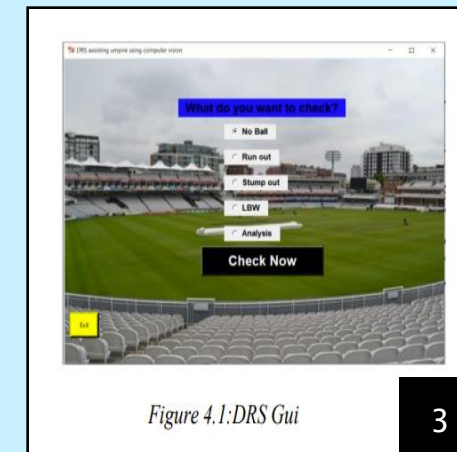 DRS assisting umpire using computer vision
What do you want to check?
No Ball
Run out
Stump out
LBW
Analysis
Check Now
Exit
Figure 4.1:DRS Gui
3